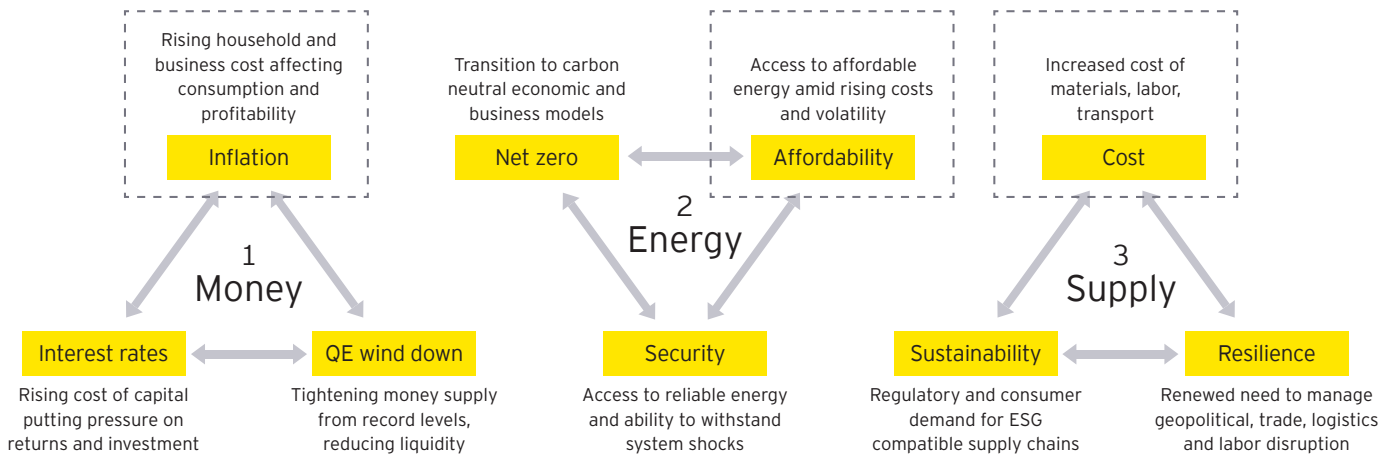 Rising household and
business cost affecting
consumption and
profitability
Inflation
1
Money
Interest rates
Rising cost of capital
putting pressure on
returns and investment
QE wind down
Tightening money supply
from record levels,
reducing liquidity
Transition to carbon
neutral economic and
business models
Net zero
Access to affordable
energy amid rising costs
and volatility
Affordability
2
Energy
Security
Access to reliable energy
and ability to withstand
system shocks
Increased cost of
materials, labor,
transport
Cost
3
Supply
Sustainability
Regulatory and consumer
demand for ESG
compatible supply chains
Resilience
Renewed need to manage
geopolitical, trade, logistics
and labor disruption